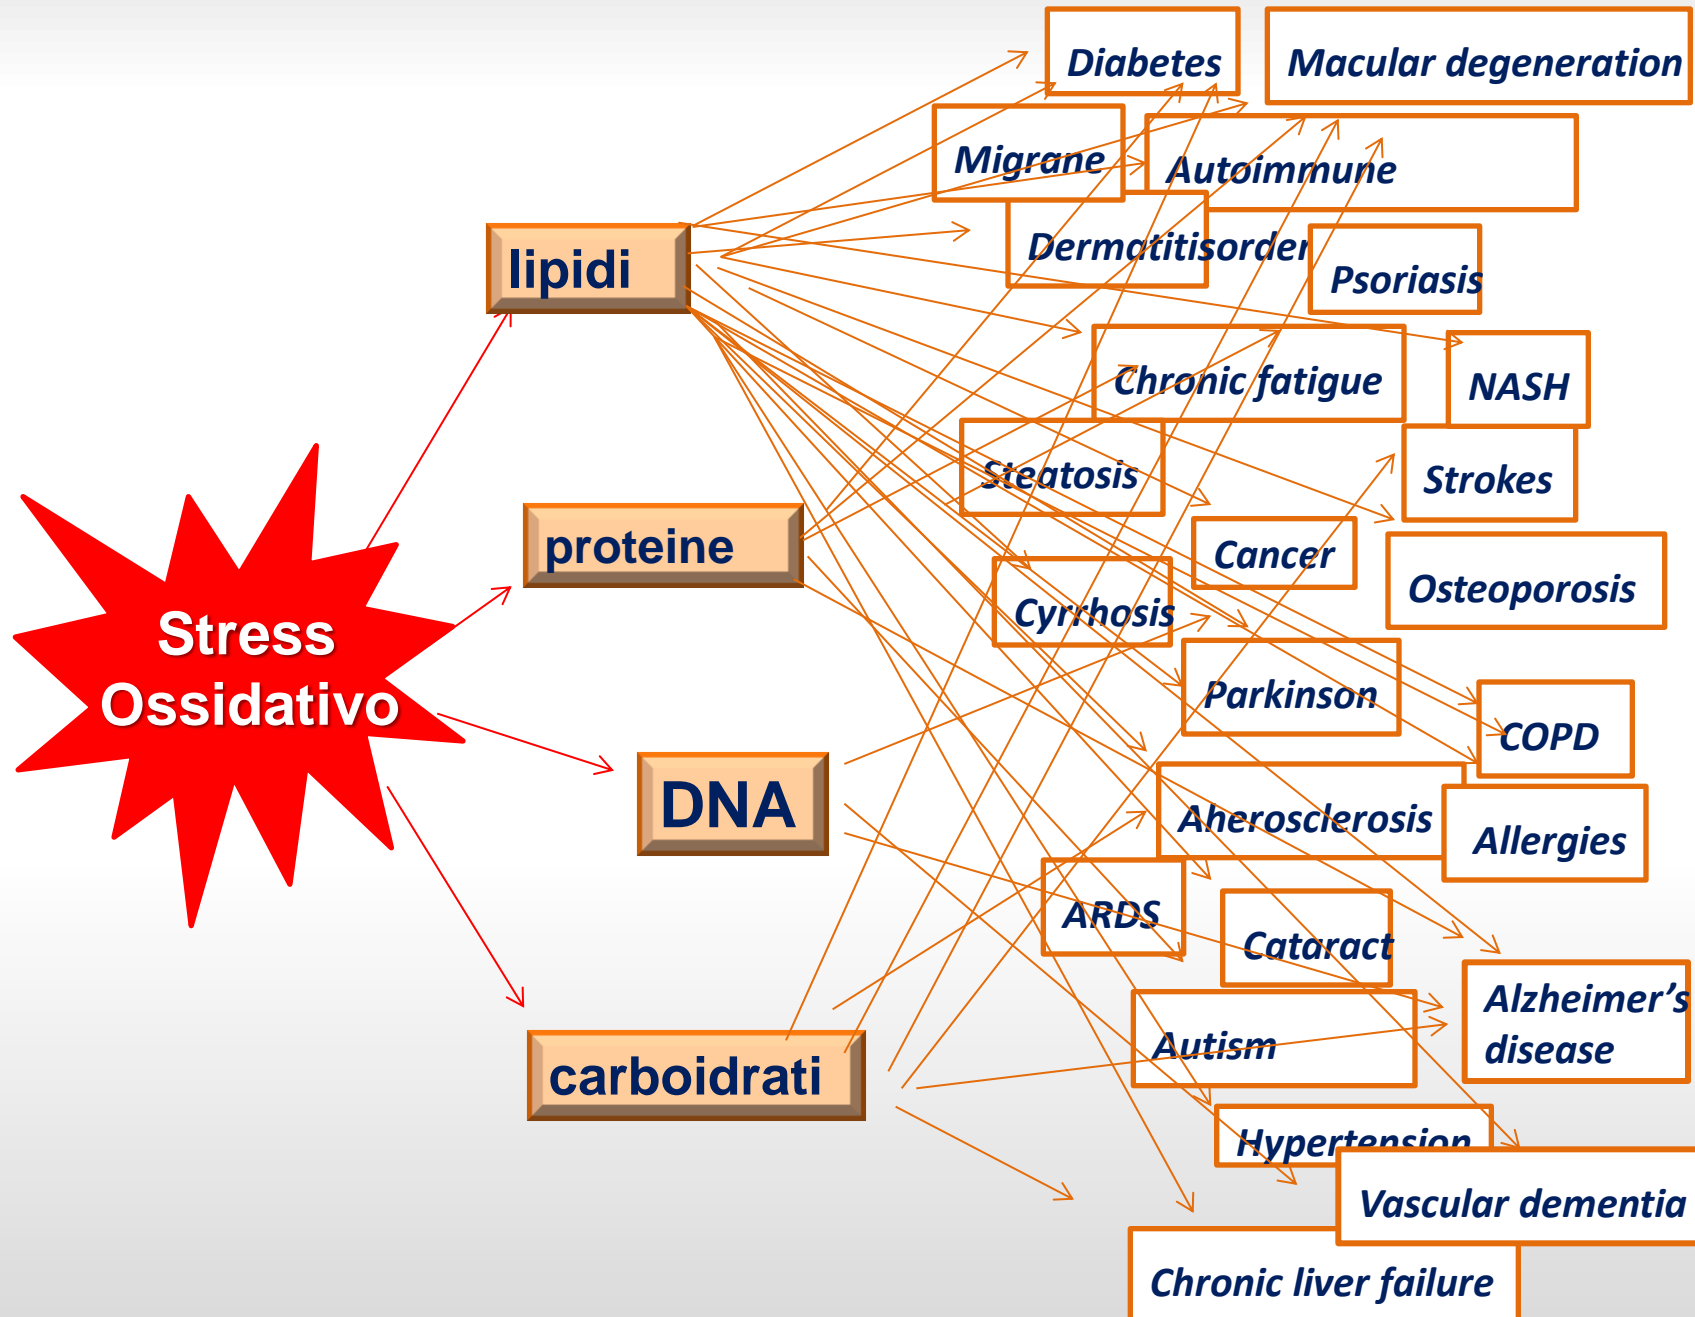 Diabetes
Macular degeneration
Migrane
Autoimmune
lipidi
Dermatitisorder
Psoriasis
Chronic fatigue
NASH
Steatosis
Strokes
proteine
Cancer
Osteoporosis
Cyrrhosis
Stress
Ossidativo
Parkinson
COPD
DNA
Aherosclerosis
Allergies
ARDS
Cataract
Alzheimer’s
disease
Autism
carboidrati
Hypertension
Vascular dementia
Chronic liver failure